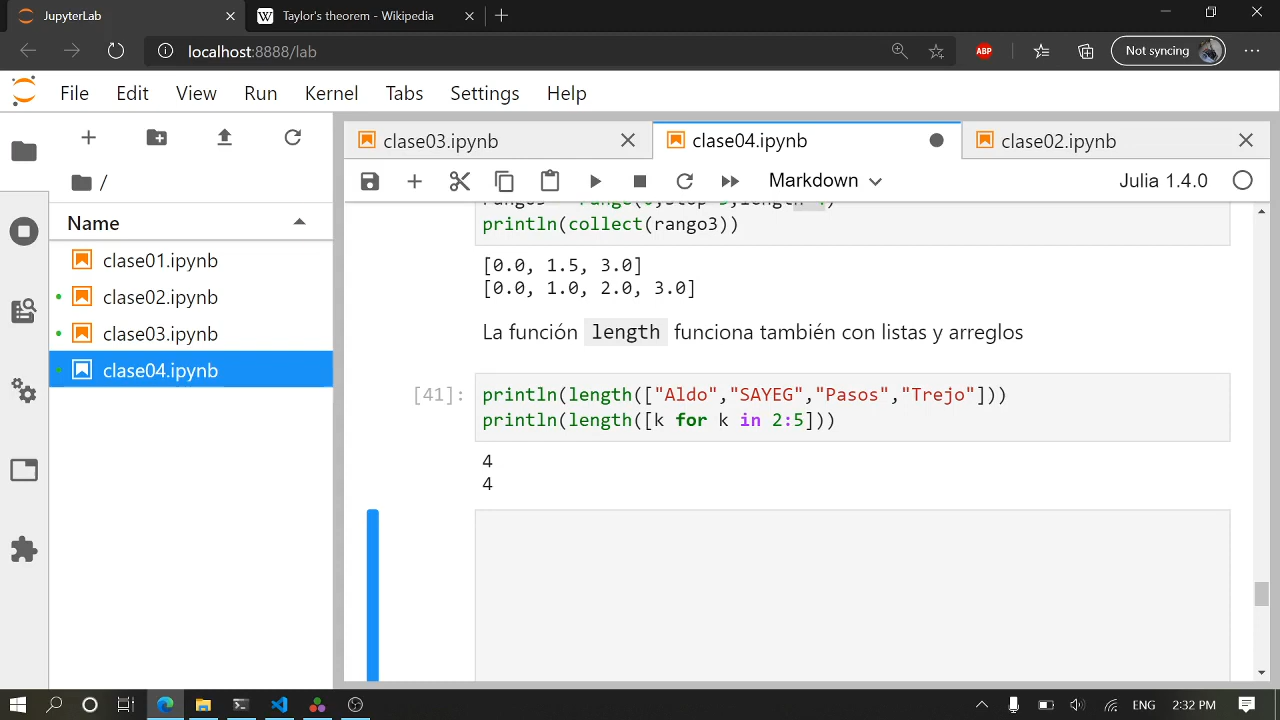 JupyterLab
Taylor's theorem - Wikipedia
localhost:8888/lab
ABP
Not syncing
File Edit View Run Kernel Tabs Settings Help
clase03.ipynb
clase04.ipynb
clase02.ipynb
/
Markdown
Julia 1.4.0
Name
clase01.ipynb
clase02.ipynb
clase03.ipynb
clase04.ipynb
println(collect(rango3))
[0.0, 1.5, 3.0]
[0.0, 1.0, 2.0, 3.0]
La función length funciona también con listas y arreglos
[41]:
println(length(["Aldo","SAYEG","Pasos","Trejo"]))
println(length([k for k in 2:5]))
4
4
ENG
2:32 PM